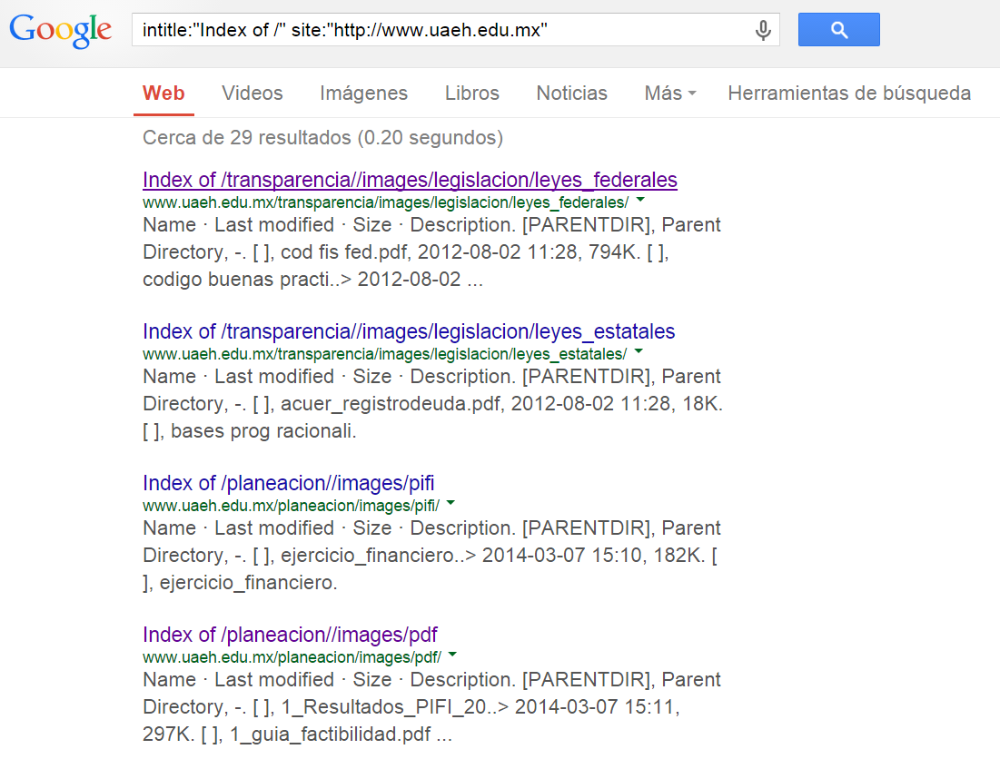 Google
intitle:"Index of /" site:"http://www.uaeh.edu.mx"
Web Videos Imágenes Libros Noticias Más Herramientas de búsqueda
Cerca de 29 resultados (0.20 segundos)
Index of /transparencia//images/legislacion/leyes_federales
www.uaeh.edu.mx/transparencia/images/legislacion/leyes_federales/
Name · Last modified · Size · Description. [PARENTDIR], Parent
Directory, -. [ ], cod fis fed.pdf, 2012-08-02 11:28, 794K. [ ],
codigo buenas practi..> 2012-08-02 ...
Index of /transparencia//images/legislacion/leyes_estatales
www.uaeh.edu.mx/transparencia/images/legislacion/leyes_estatales/
Name · Last modified · Size · Description. [PARENTDIR], Parent
Directory, -. [ ], acuer_registrodeuda.pdf, 2012-08-02 11:28, 18K.
[ ], bases prog racionali.
Index of /planeacion//images/pifi
www.uaeh.edu.mx/planeacion/images/pifi/
Name · Last modified · Size · Description. [PARENTDIR], Parent
Directory, -. [ ], ejercicio_financiero..> 2014-03-07 15:10, 182K. [
], ejercicio_financiero.
Index of /planeacion//images/pdf
www.uaeh.edu.mx/planeacion/images/pdf/
Name · Last modified · Size · Description. [PARENTDIR], Parent
Directory, -. [ ], 1_Resultados_PIFI_20..> 2014-03-07 15:11,
297K. [ ], 1_guia_factibilidad.pdf ...